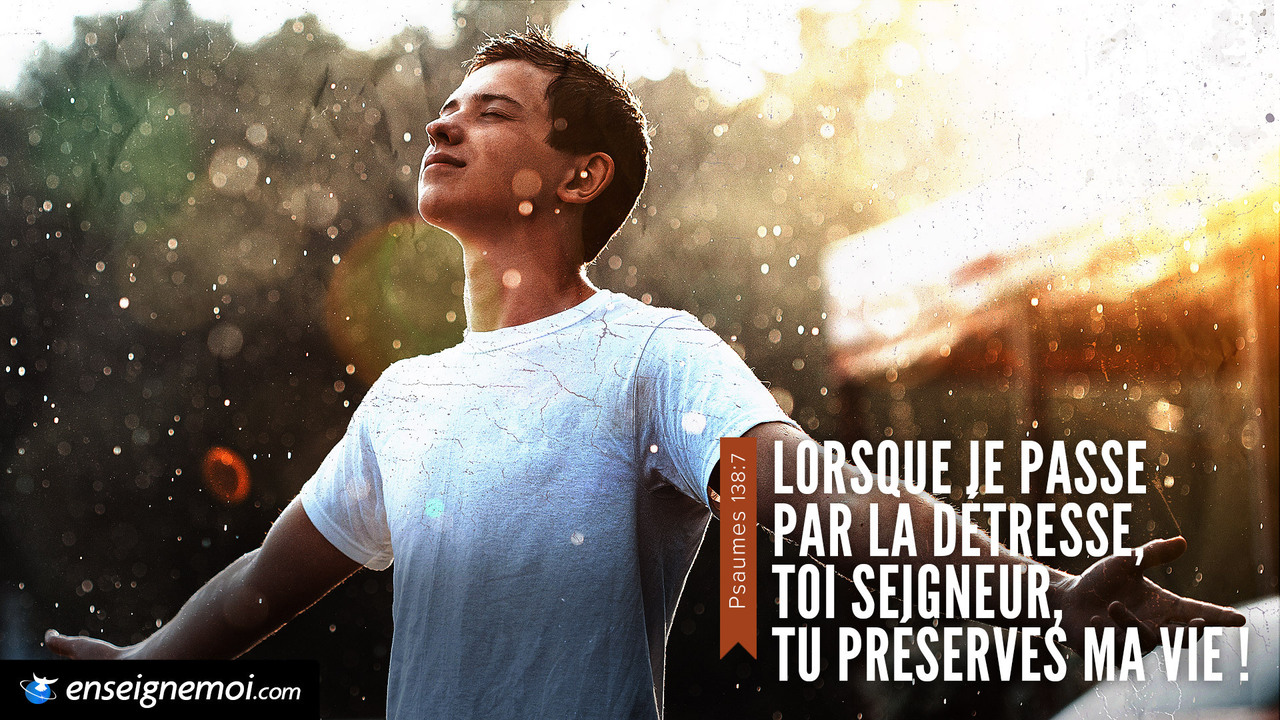 Psaumes 138:7
LORSQUE JE PASSE
PAR LA DÉTRESSE,
TOI SEIGNEUR,
TU PRÉSERVES MA VIE !
enseignemoi.com